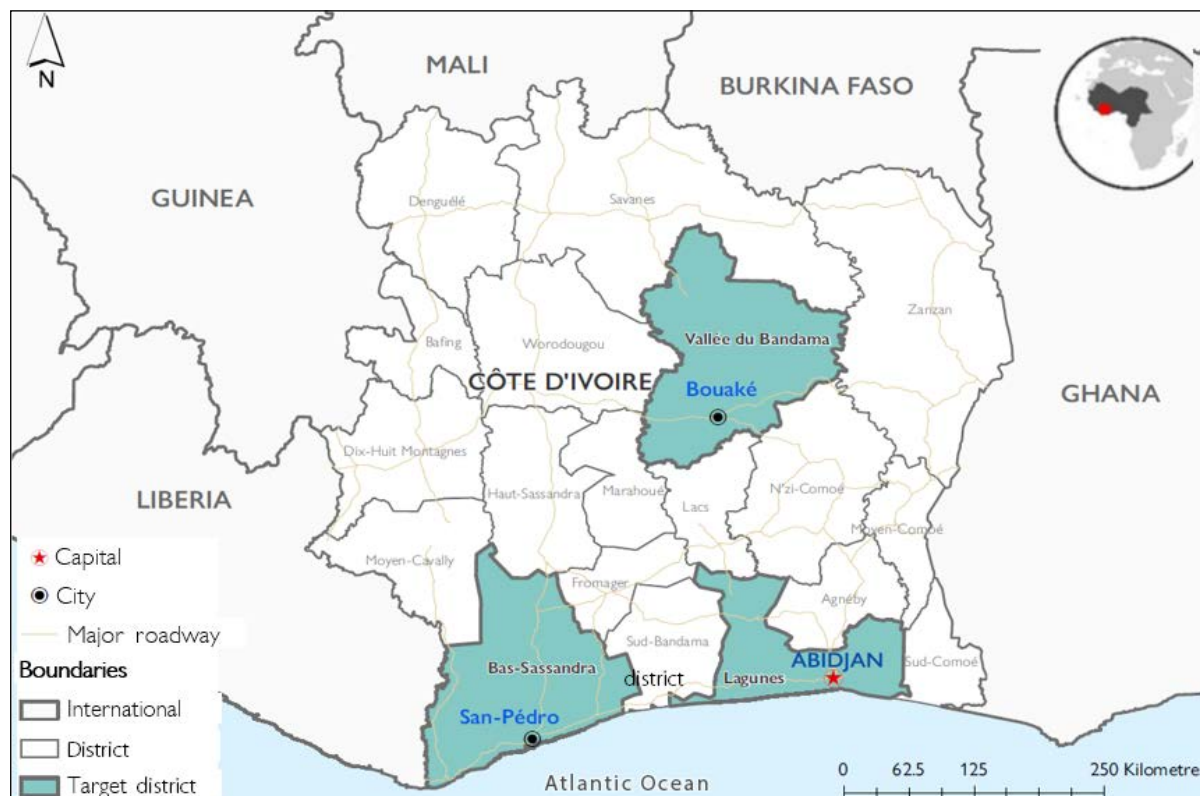 N
MALI
BURKINA FASO
GUINEA
Denguélé
Savanes
Zanzan
Bafing
Worodougou
Vallée du Bandama
CÔTE D'IVOIRE
Bouaké
GHANA
Dix-Huit Montagnes
Haut-Sassandra
Marahoué
Lacs
N'zi-Comoé
LIBERIA
Moyen-Comoé
Moyen-Cavally
Fromager
Agnéby
Sud-Bandama
Bas-Sassandra
district
Lagunes
ABIDJAN
Sud-Comoé
San-Pédro
Atlantic Ocean
Capital
City
Major roadway
Boundaries
International
District
Target district
0 62.5 125 250 Kilometre